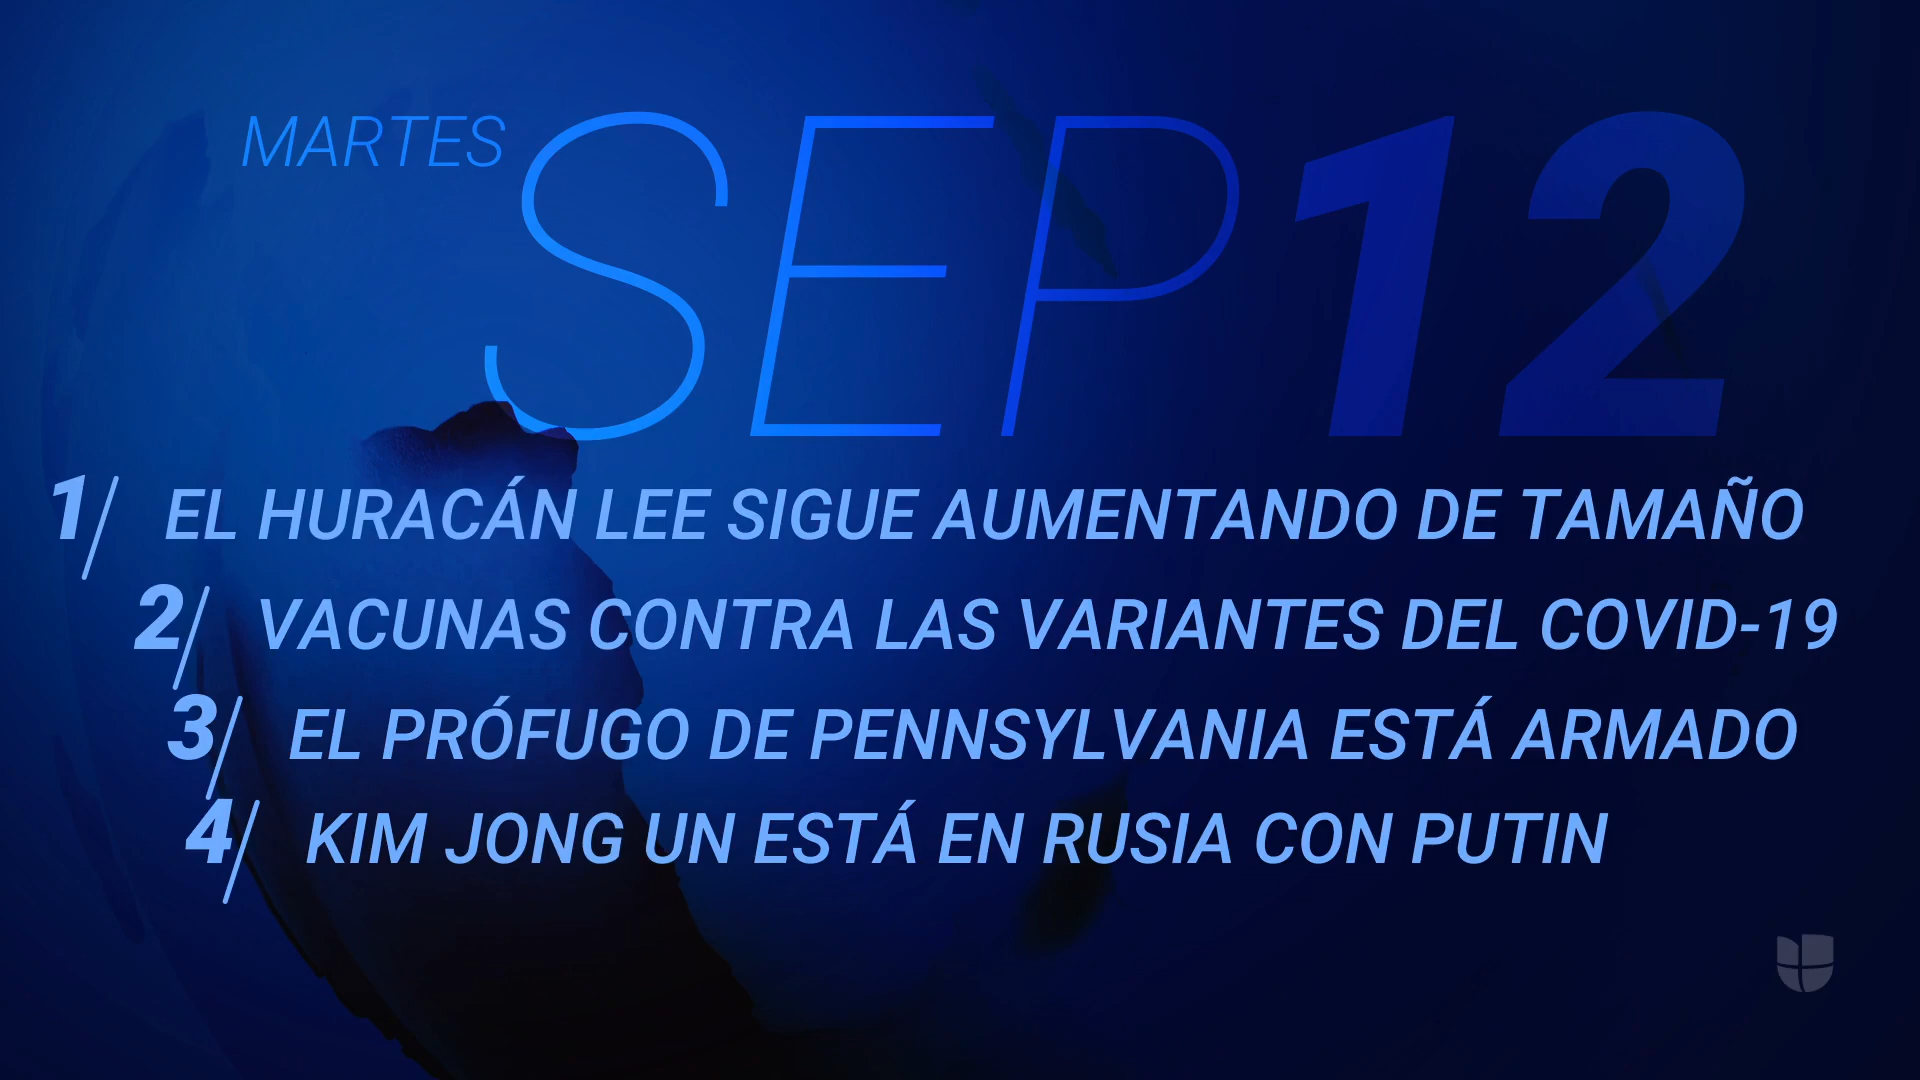 MARTES SEP 12
1/ EL HURACÁN LEE SIGUE AUMENTANDO DE TAMAÑO
2/ VACUNAS CONTRA LAS VARIANTES DEL COVID-19
3/ EL PRÓFUGO DE PENNSYLVANIA ESTÁ ARMADO
4/ KIM JONG UN ESTÁ EN RUSIA CON PUTIN